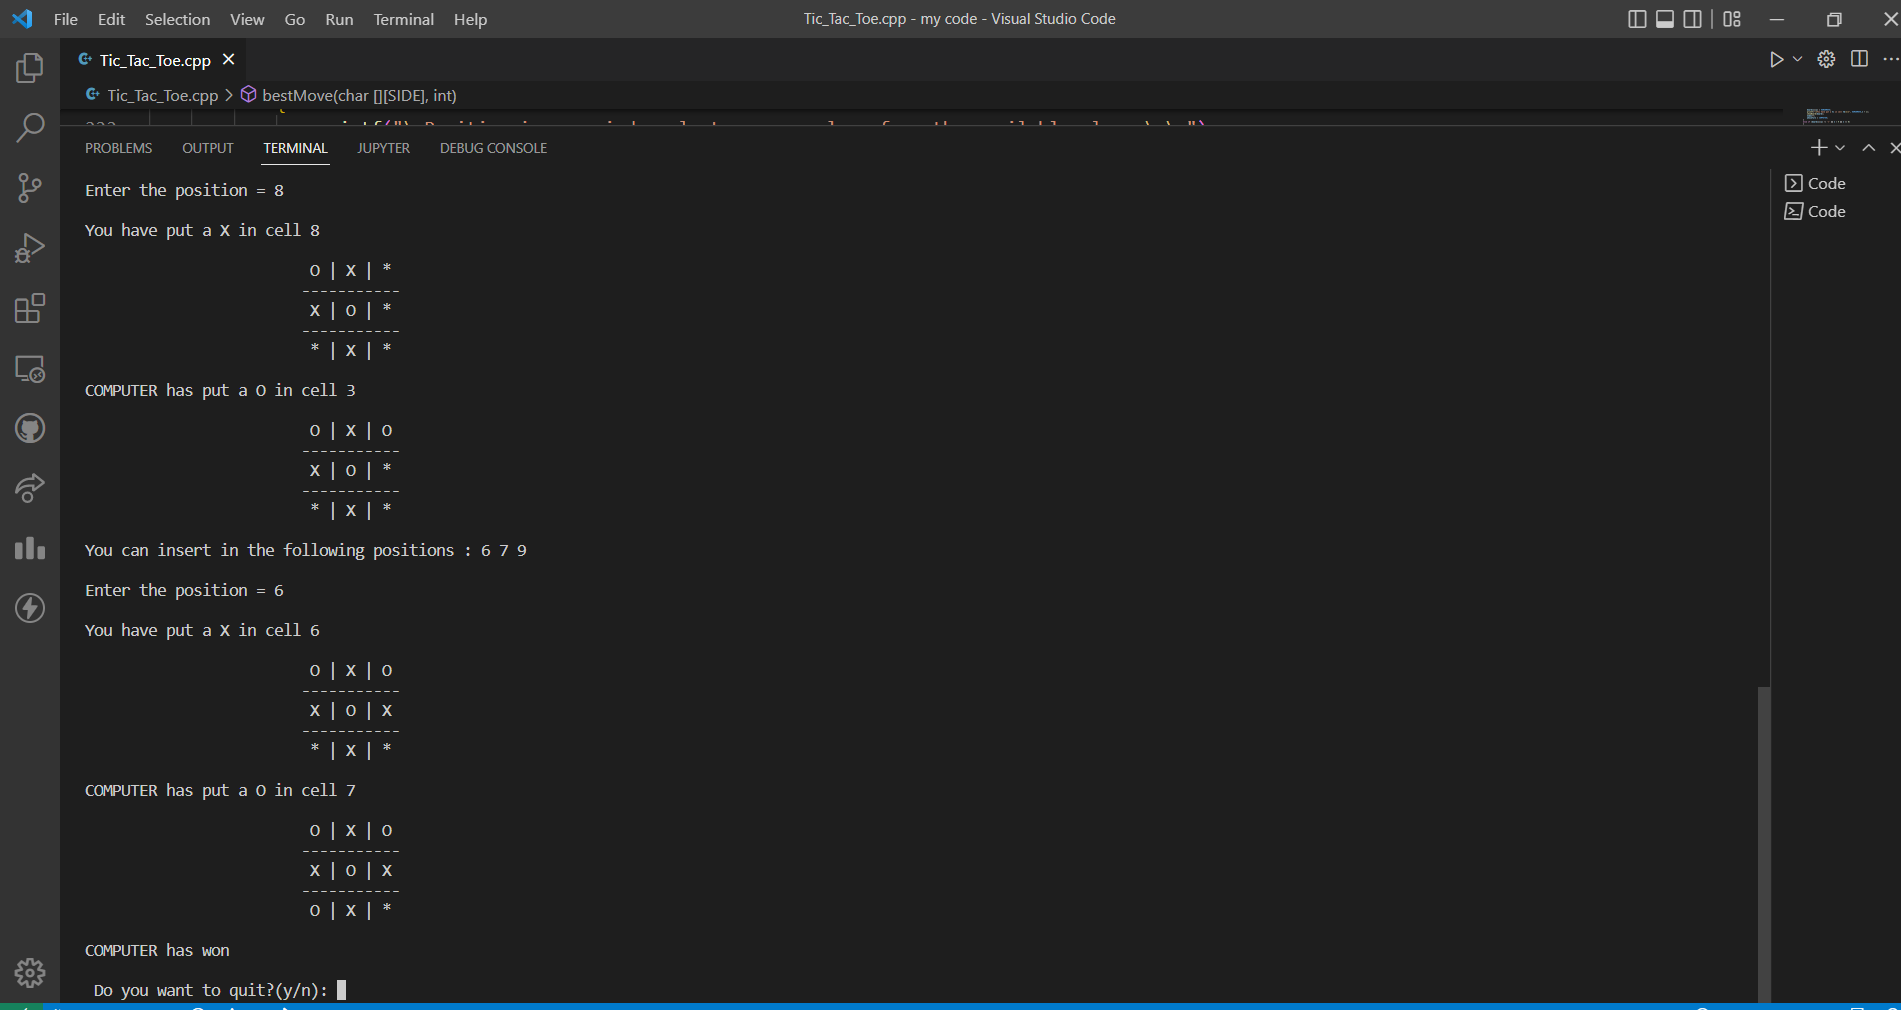 File Edit Selection View Go Run Terminal Help Tic_Tac_Toe.cpp - my code - Visual Studio Code
Tic_Tac_Toe.cpp
Tic_Tac_Toe.cpp > bestMove(char [][SIDE], int)
PROBLEMS OUTPUT TERMINAL JUPYTER DEBUG CONSOLE
Code
Code
Enter the position = 8
You have put a X in cell 8
O | X | *
-----------
X | O | *
-----------
* | X | *
COMPUTER has put a O in cell 3
O | X | O
-----------
X | O | *
-----------
* | X | *
You can insert in the following positions : 6 7 9
Enter the position = 6
You have put a X in cell 6
O | X | O
-----------
X | O | X
-----------
* | X | *
COMPUTER has put a O in cell 7
O | X | O
-----------
X | O | X
-----------
O | X | *
COMPUTER has won
Do you want to quit?(y/n):